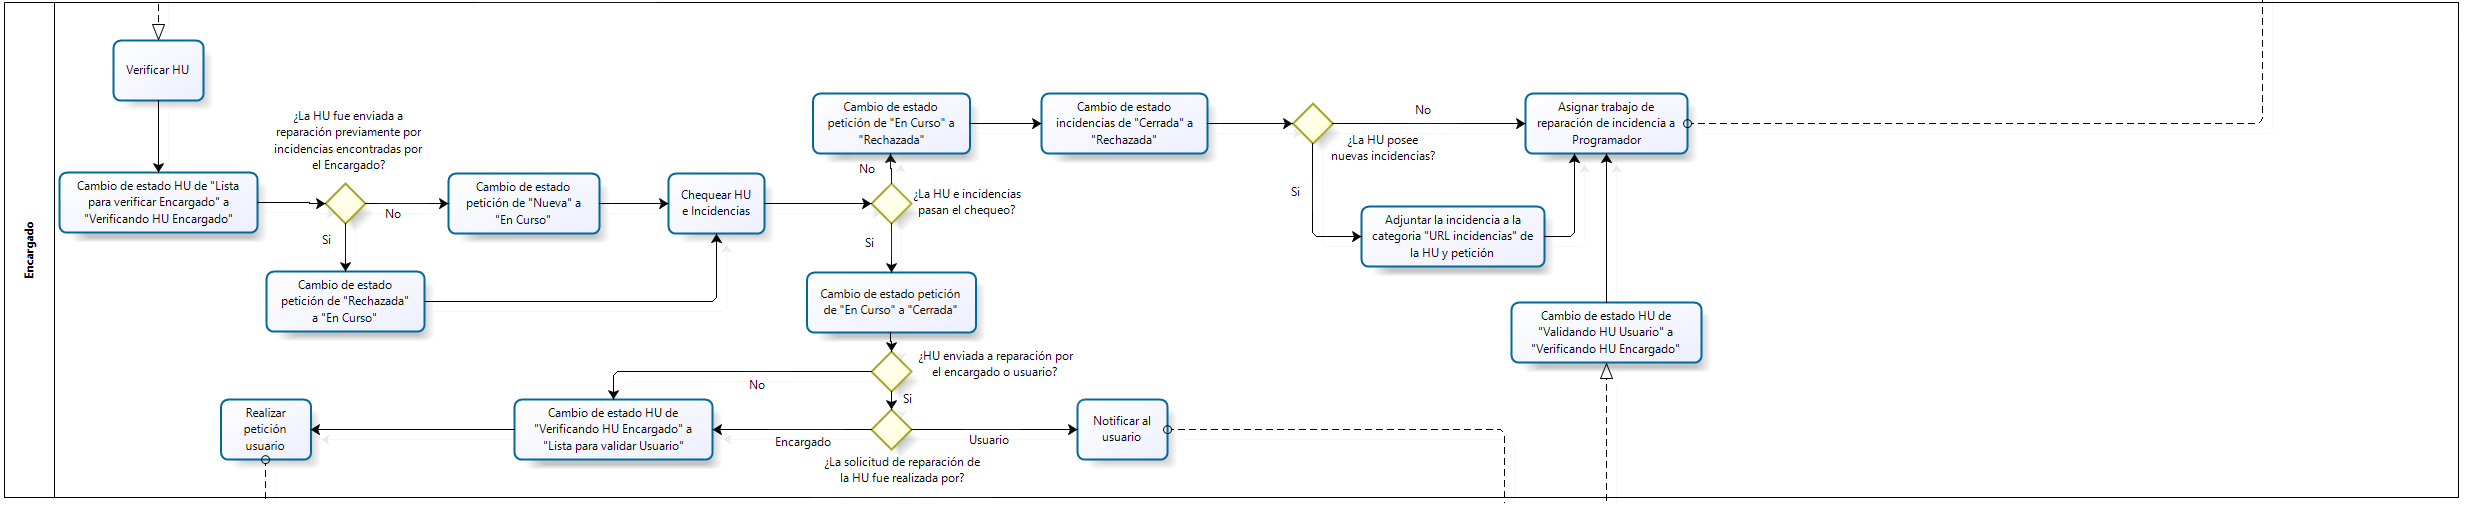 Encargado
Verificar HU
Cambio de estado HU de "Lista
para verificar Encargado" a
"Verificando HU Encargado"
¿La HU fue enviada a
reparación previamente por
incidencias encontradas por
el Encargado?
No
Si
Cambio de estado
petición de "Nueva" a
"En Curso"
Cambio de estado
petición de "Rechazada"
a "En Curso"
Chequear HU
e Incidencias
¿La HU e incidencias
pasan el chequeo?
No
Si
Cambio de estado
petición de "En Curso" a
"Rechazada"
Cambio de estado
incidencias de "Cerrada" a
"Rechazada"
¿La HU posee
nuevas incidencias?
No
Si
Asignar trabajo de
reparación de incidencia a
Programador
Adjuntar la incidencia a la
categoria "URL incidencias" de
la HU y petición
Cambio de estado HU de
"Validando HU Usuario" a
"Verificando HU Encargado"
Cambio de estado petición
de "En Curso" a "Cerrada"
¿HU enviada a reparación por
el encargado o usuario?
No
Si
¿La solicitud de reparación de
la HU fue realizada por?
Encargado
Usuario
Cambio de estado HU de
"Verificando HU Encargado" a
"Lista para validar Usuario"
Realizar
petición
usuario
Notificar al
usuario